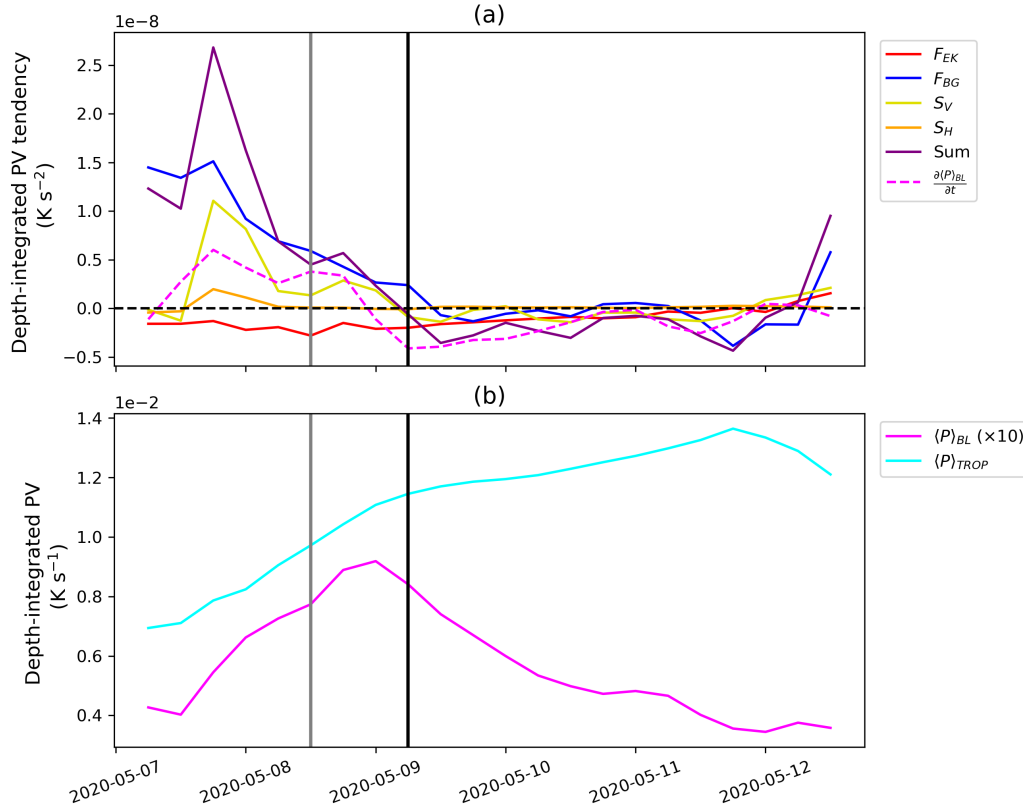 (a)
1e−8
Depth-integrated PV tendency
(K s⁻²)
2.5
2.0
1.5
1.0
0.5
0.0
−0.5
F_EK
F_BG
S_V
S_H
Sum
∂⟨P⟩_BL / ∂t
(b)
1e−2
Depth-integrated PV
(K s⁻¹)
1.4
1.2
1.0
0.8
0.6
0.4
⟨P⟩_BL (×10)
⟨P⟩_TROP
2020-05-07
2020-05-08
2020-05-09
2020-05-10
2020-05-11
2020-05-12